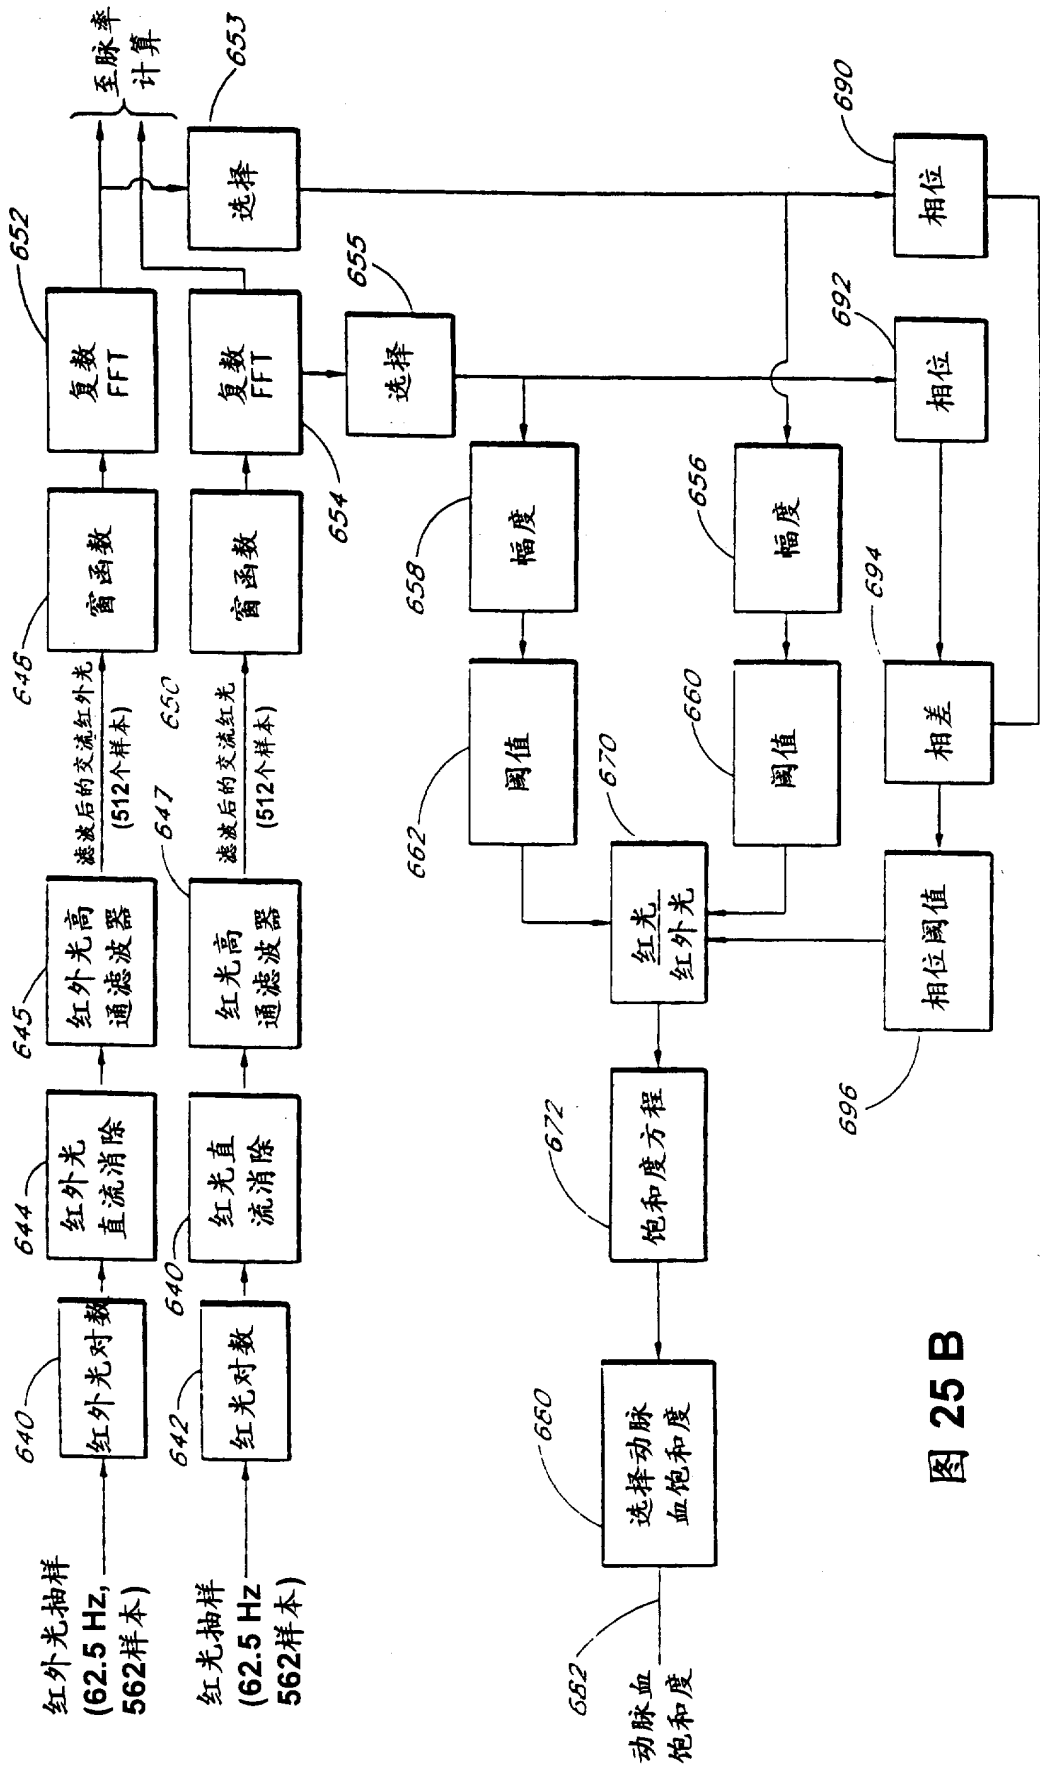 红外光抽样
(62.5 Hz,
562样本)
640
红外光对数
644
红外光
直流消除
645
红外光高
通滤波器
滤波后的交流红外光
(512个样本)
648
窗函数
652
复数
FFT
至脉率
计算
红光抽样
(62.5 Hz
562样本)
642
红光对数
640
红光直
流消除
647
红光高
通滤波器
滤波后的交流红光
(512个样本)
650
窗函数
654
复数
FFT
653
选择
655
选择
658
幅度
662
阈值
656
幅度
660
阈值
690
相位
692
相位
694
相差
696
相位阈值
670
红光
红外光
672
饱和度方程
680
选择动脉
血饱和度
682
动脉血
饱和度
图 25 B